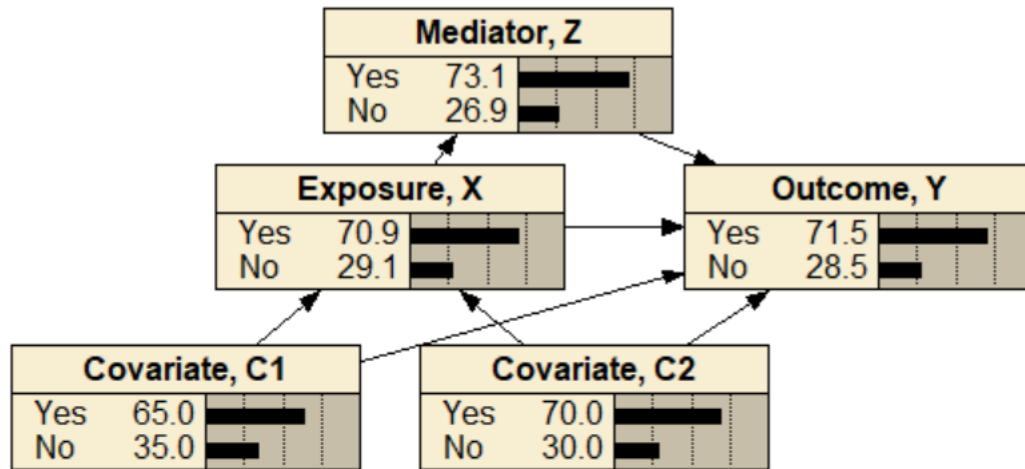 Mediator, Z
Yes 73.1
No 26.9
Exposure, X
Yes 70.9
No 29.1
Outcome, Y
Yes 71.5
No 28.5
Covariate, C1
Yes 65.0
No 35.0
Covariate, C2
Yes 70.0
No 30.0